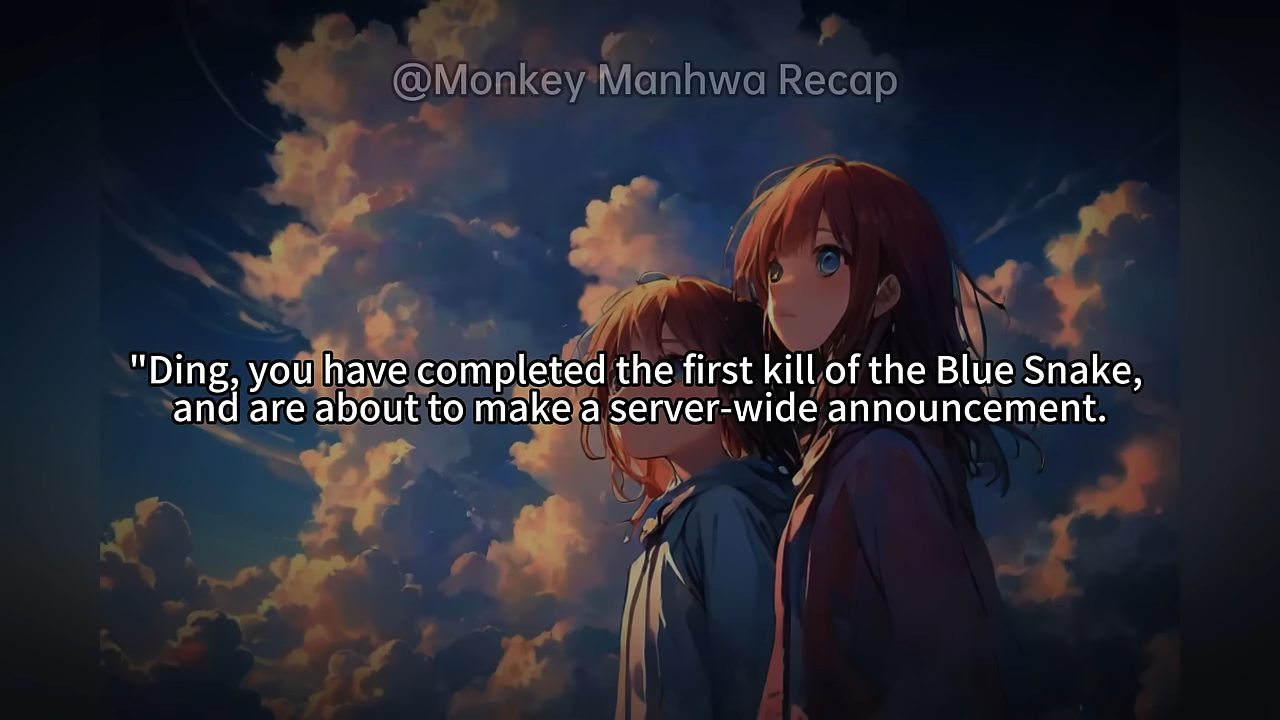 @Monkey Manhwa Recap
"Ding, you have completed the first kill of the Blue Snake,
and are about to make a server-wide announcement.